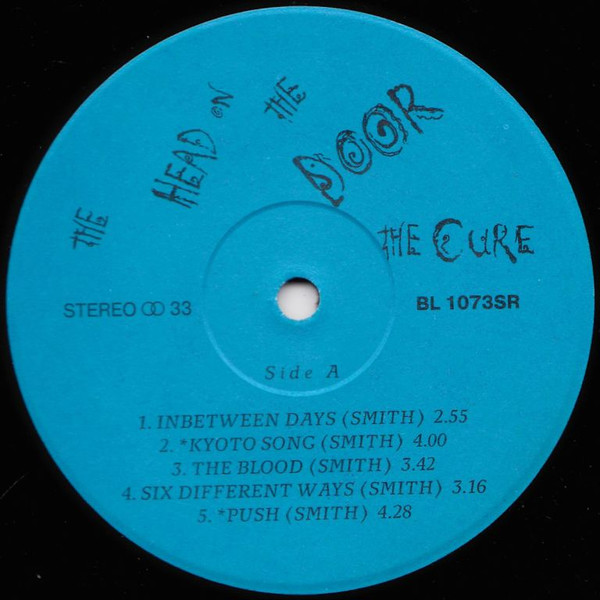 THE HEAD ON THE DOOR
THE CURE
STEREO ꝏ 33
BL 1073SR
Side A
1. INBETWEEN DAYS (SMITH) 2.55
2. *KYOTO SONG (SMITH) 4.00
3. THE BLOOD (SMITH) 3.42
4. SIX DIFFERENT WAYS (SMITH) 3.16
5. *PUSH (SMITH) 4.28